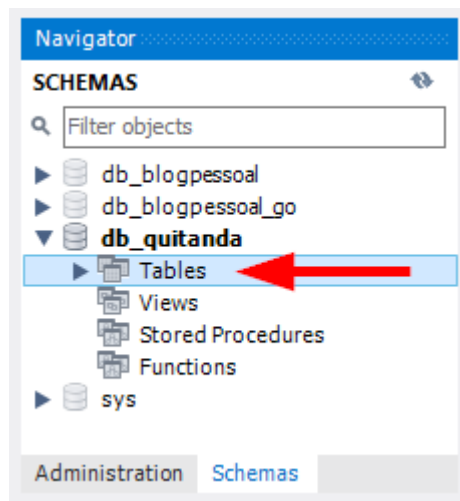 Navigator
SCHEMAS
Filter objects
db_blogpessoal
db_blogpessoal_go
db_quitanda
Tables
Views
Stored Procedures
Functions
sys
Administration Schemas